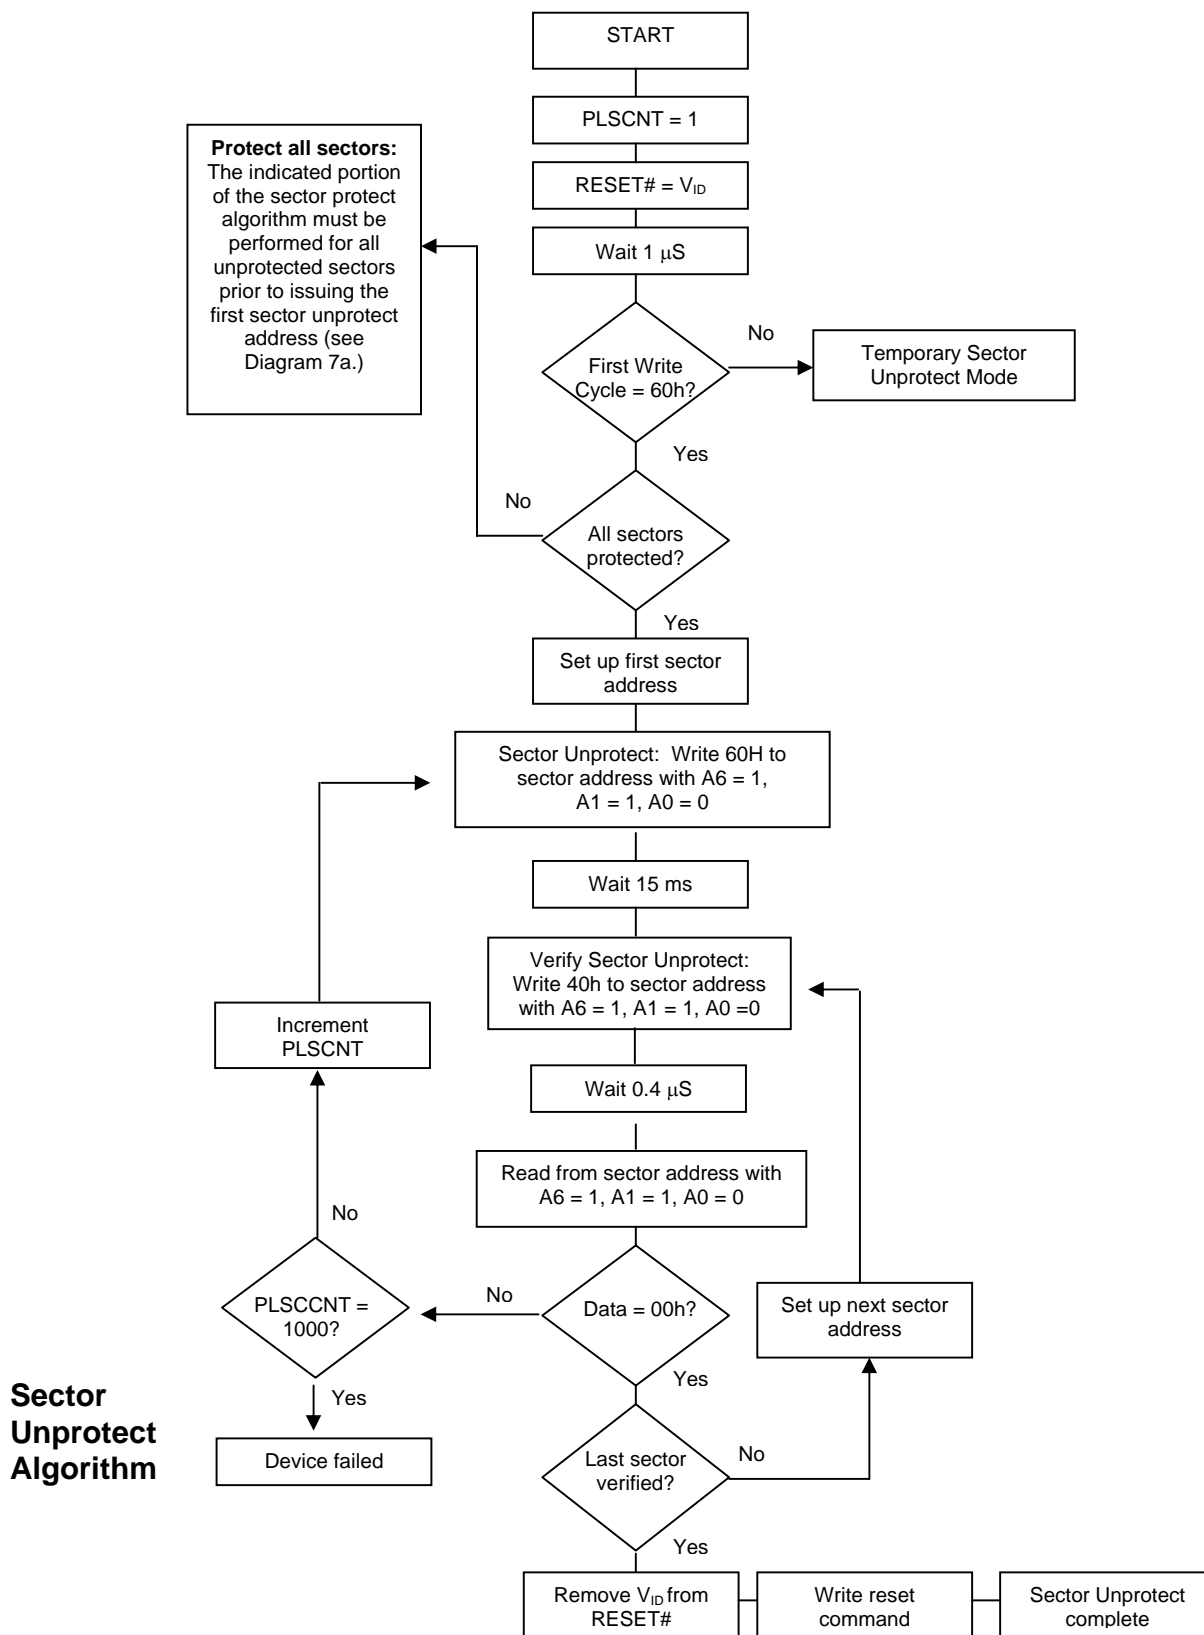 START
PLSCNT = 1
RESET# = VID
Wait 1 μS
Protect all sectors:
The indicated portion
of the sector protect
algorithm must be
performed for all
unprotected sectors
prior to issuing the
first sector unprotect
address (see
Diagram 7a.)
First Write
Cycle = 60h?
No
Temporary Sector
Unprotect Mode
Yes
No
All sectors
protected?
Yes
Set up first sector
address
Sector Unprotect: Write 60H to
sector address with A6 = 1,
A1 = 1, A0 = 0
Wait 15 ms
Verify Sector Unprotect:
Write 40h to sector address
with A6 = 1, A1 = 1, A0 =0
Increment
PLSCNT
Wait 0.4 μS
Read from sector address with
A6 = 1, A1 = 1, A0 = 0
No
PLSCCNT =
1000?
No
Data = 00h?
Set up next sector
address
Yes
Yes
Sector
Unprotect
Algorithm
Device failed
Last sector
verified?
No
Yes
Remove VID from
RESET#
Write reset
command
Sector Unprotect
complete